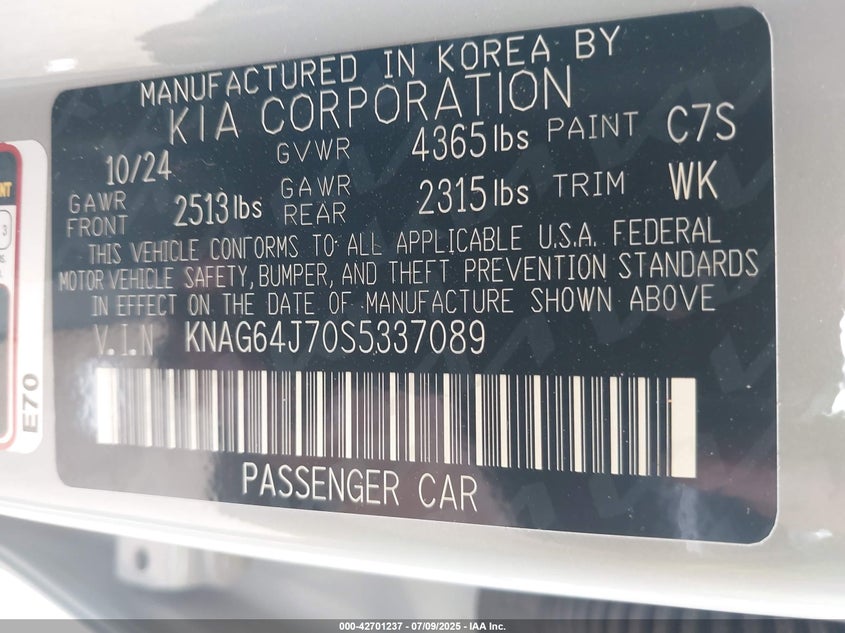 MANUFACTURED IN KOREA BY
KIA CORPORATION
10/24 GVWR 4365 lbs PAINT C7S
GAWR FRONT 2513 lbs GAWR REAR 2315 lbs TRIM WK
THIS VEHICLE CONFORMS TO ALL APPLICABLE U.S.A. FEDERAL
MOTOR VEHICLE SAFETY, BUMPER, AND THEFT PREVENTION STANDARDS
IN EFFECT ON THE DATE OF MANUFACTURE SHOWN ABOVE
V.I.N KNAG64J70S5337089
PASSENGER CAR
E70
000-42701237 - 07/09/2025 - IAA Inc.